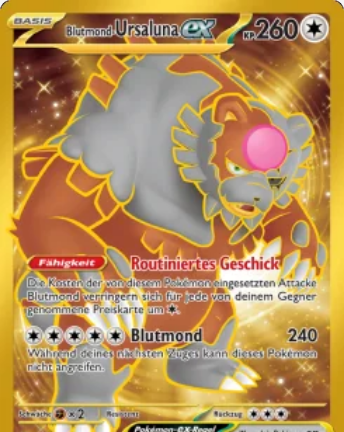 BASIS
Blutmond Ursaluna ex KP 260
Fähigkeit Routiniertes Geschick
Die Kosten der von diesem Pokémon eingesetzten Attacke
Blutmond verringern sich für jede von deinem Gegner
genommene Preiskarte um
Blutmond 240
Während deines nächsten Zuges kann dieses Pokémon
nicht angreifen.
Schwäche x2 Resistenz Rückzug
Pokémon-ex-Regel